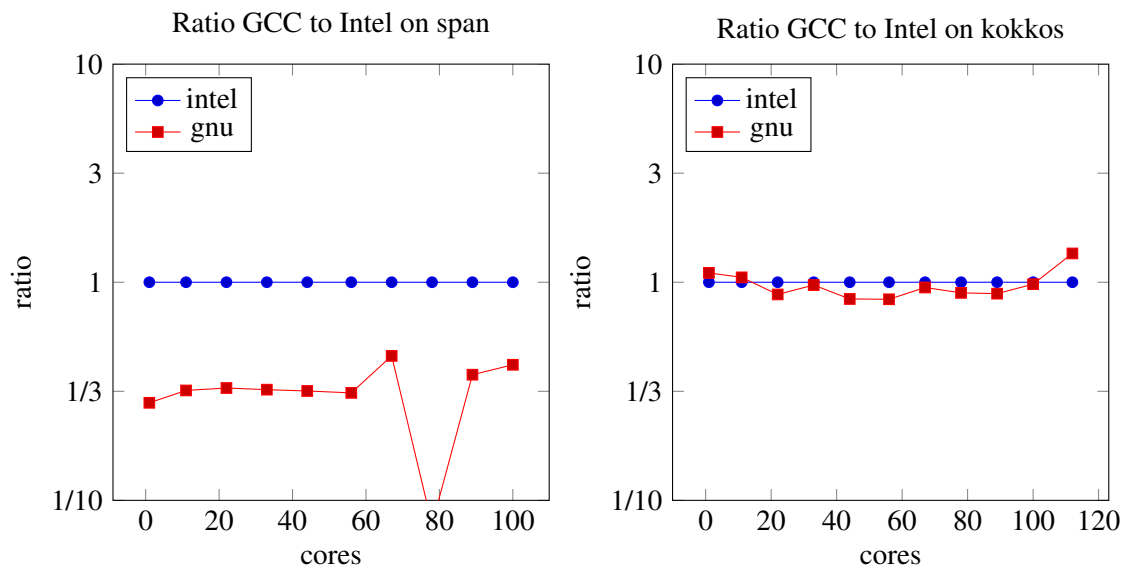 Ratio GCC to Intel on span
10
3
1
1/3
1/10
ratio
intel
gnu
0 20 40 60 80 100
cores
Ratio GCC to Intel on kokkos
10
3
1
1/3
1/10
ratio
intel
gnu
0 20 40 60 80 100 120
cores